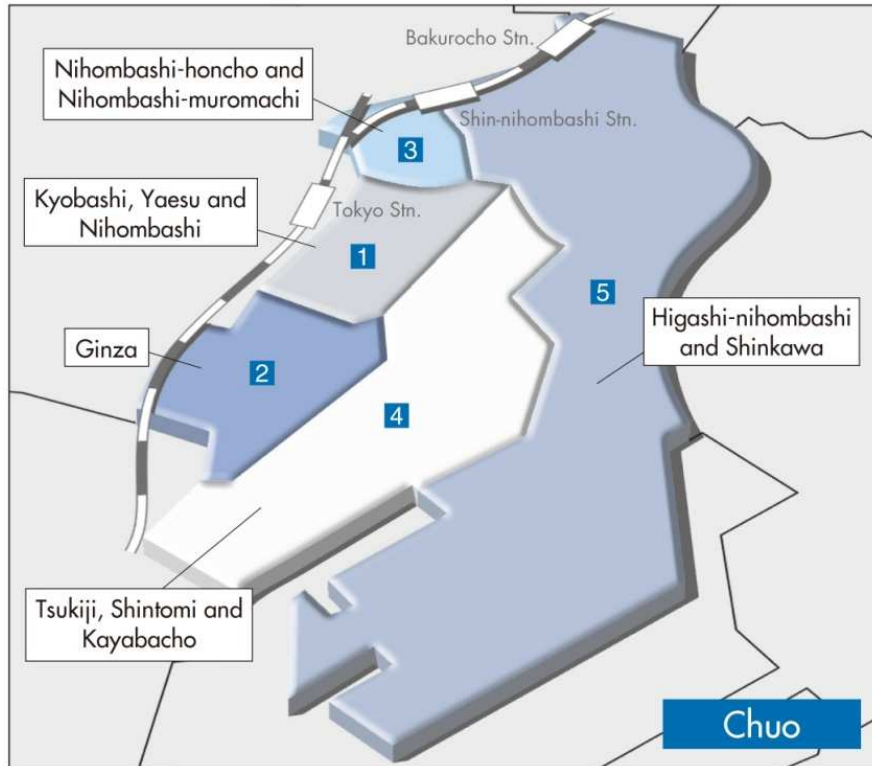 Bakurocho Stn.
Nihombashi-honcho and
Nihombashi-muromachi
Shin-nihombashi Stn.
3
Kyobashi, Yaesu and
Nihombashi
Tokyo Stn.
1
5
Higashi-nihombashi
and Shinkawa
Ginza
2
4
Tsukiji, Shintomi and
Kayabacho
Chuo